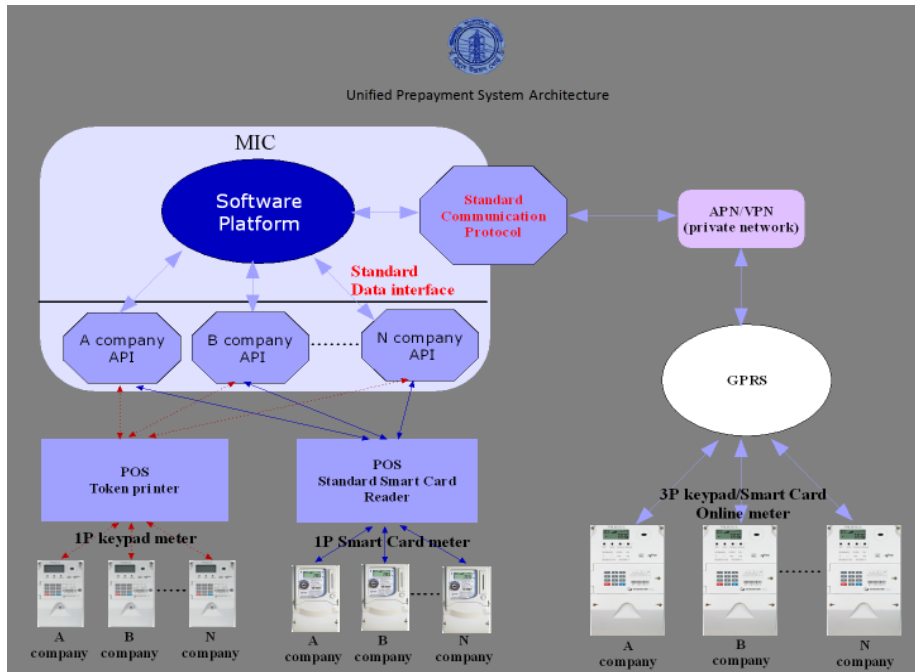 Unified Prepayment System Architecture
MIC
Software
Platform
Standard
Communication
Protocol
APN/VPN
(private network)
Standard
Data interface
A company
API
B company
API
N company
API
GPRS
POS
Token printer
POS
Standard Smart Card
Reader
1P keypad meter
1P Smart Card meter
3P keypad/Smart Card
Online meter
A
company
B
company
N
company
A
company
B
company
N
company
A
company
B
company
N
company